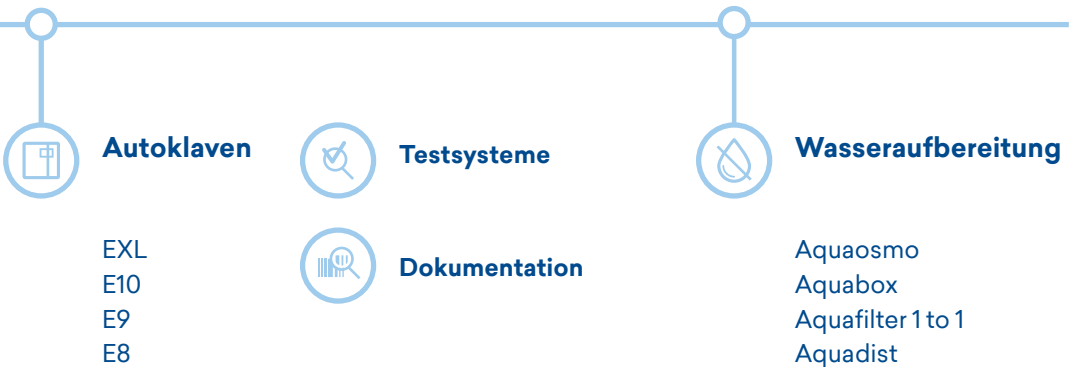 Autoklaven
EXL
E10
E9
E8
Testsysteme
Dokumentation
Wasseraufbereitung
Aquaosmo
Aquabox
Aquafilter 1 to 1
Aquadist